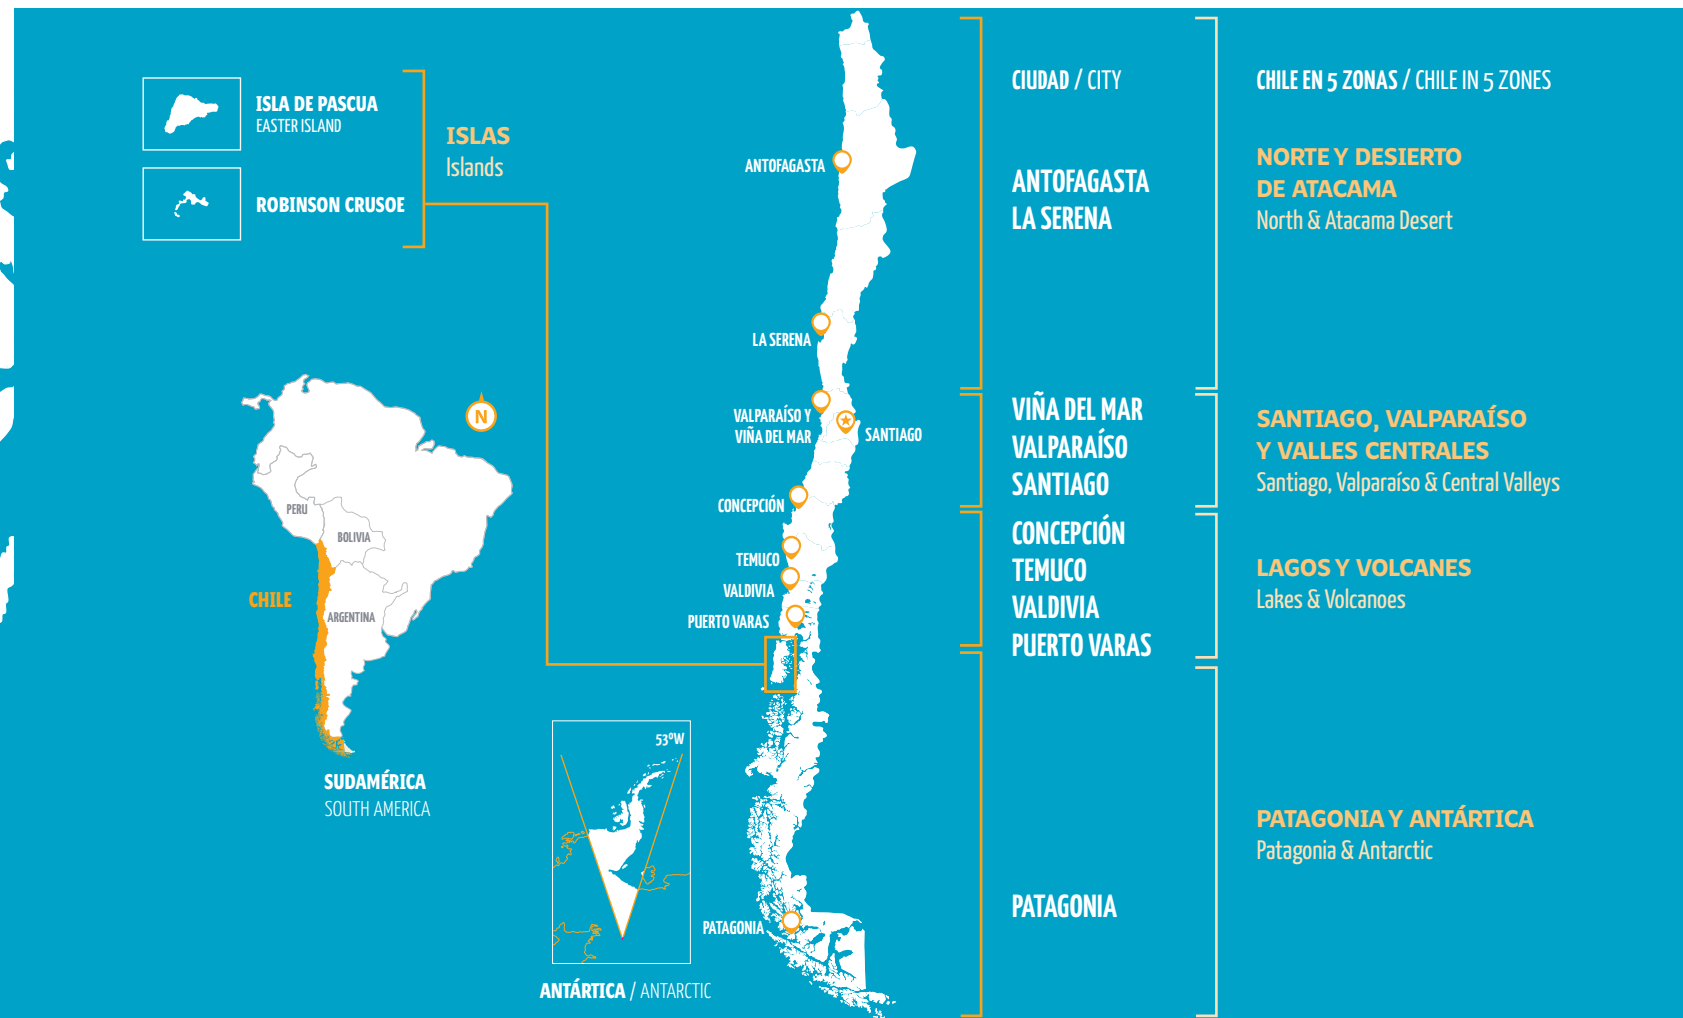 ISLA DE PASCUA
EASTER ISLAND
ROBINSON CRUSOE
ISLAS
Islands
N
PERU
BOLIVIA
CHILE
ARGENTINA
SUDAMÉRICA
SOUTH AMERICA
53ºW
ANTÁRTICA / ANTARCTIC
ANTOFAGASTA
LA SERENA
VALPARAÍSO Y
VIÑA DEL MAR
SANTIAGO
CONCEPCIÓN
TEMUCO
VALDIVIA
PUERTO VARAS
PATAGONIA
CIUDAD / CITY
ANTOFAGASTA
LA SERENA
VIÑA DEL MAR
VALPARAÍSO
SANTIAGO
CONCEPCIÓN
TEMUCO
VALDIVIA
PUERTO VARAS
PATAGONIA
CHILE EN 5 ZONAS / CHILE IN 5 ZONES
NORTE Y DESIERTO
DE ATACAMA
North & Atacama Desert
SANTIAGO, VALPARAÍSO
Y VALLES CENTRALES
Santiago, Valparaíso & Central Valleys
LAGOS Y VOLCANES
Lakes & Volcanoes
PATAGONIA Y ANTÁRTICA
Patagonia & Antarctic